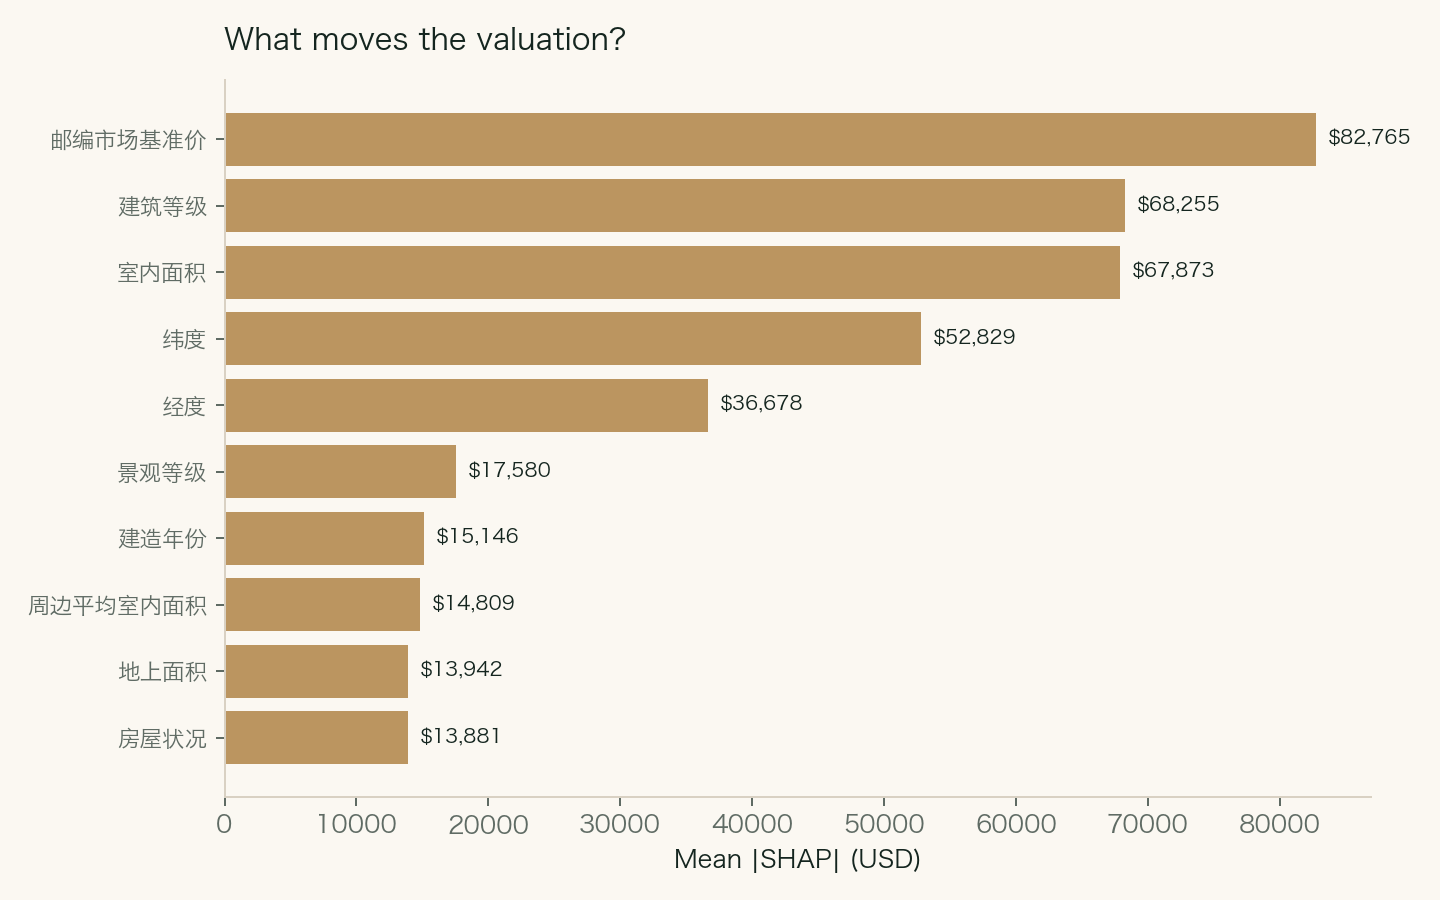 What moves the valuation?
邮编市场基准价 $82,765
建筑等级 $68,255
室内面积 $67,873
纬度 $52,829
经度 $36,678
景观等级 $17,580
建造年份 $15,146
周边平均室内面积 $14,809
地上面积 $13,942
房屋状况 $13,881
0 10000 20000 30000 40000 50000 60000 70000 80000
Mean |SHAP| (USD)